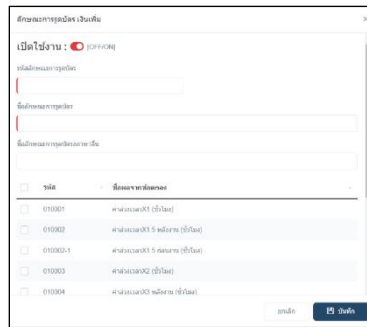 ลักษณะการรูดบัตร เงินเพิ่ม
เปิดใช้งาน : [OFF/ON]
รหัสลักษณะการรูดบัตร
ชื่อลักษณะการรูดบัตร
ชื่อลักษณะการรูดบัตรภาษาอื่น
รหัส ชื่อผลจากข้อตกลง
010301 ค่าล่วงเวลาX1 (ชั่วโมง)
010302 ค่าล่วงเวลาX1.5 หลังงาน (ชั่วโมง)
010302-1 ค่าล่วงเวลาX1.5 ก่อนงาน (ชั่วโมง)
010303 ค่าล่วงเวลาX2 (ชั่วโมง)
010304 ค่าล่วงเวลาX3 หลังงาน (ชั่วโมง)
ยกเลิก บันทึก